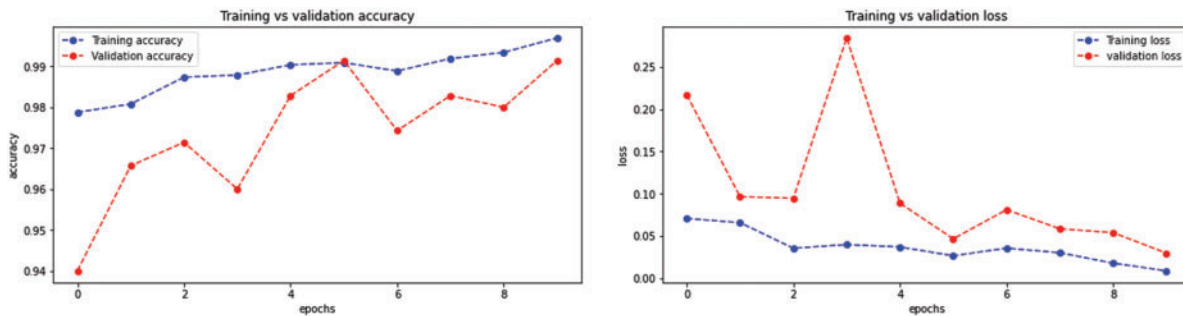 Training vs validation accuracy
Training accuracy
Validation accuracy
0.99
0.98
0.97
0.96
0.95
0.94
accuracy
0 2 4 6 8
epochs
Training vs validation loss
Training loss
validation loss
0.25
0.20
0.15
0.10
0.05
0.00
loss
0 2 4 6 8
epochs